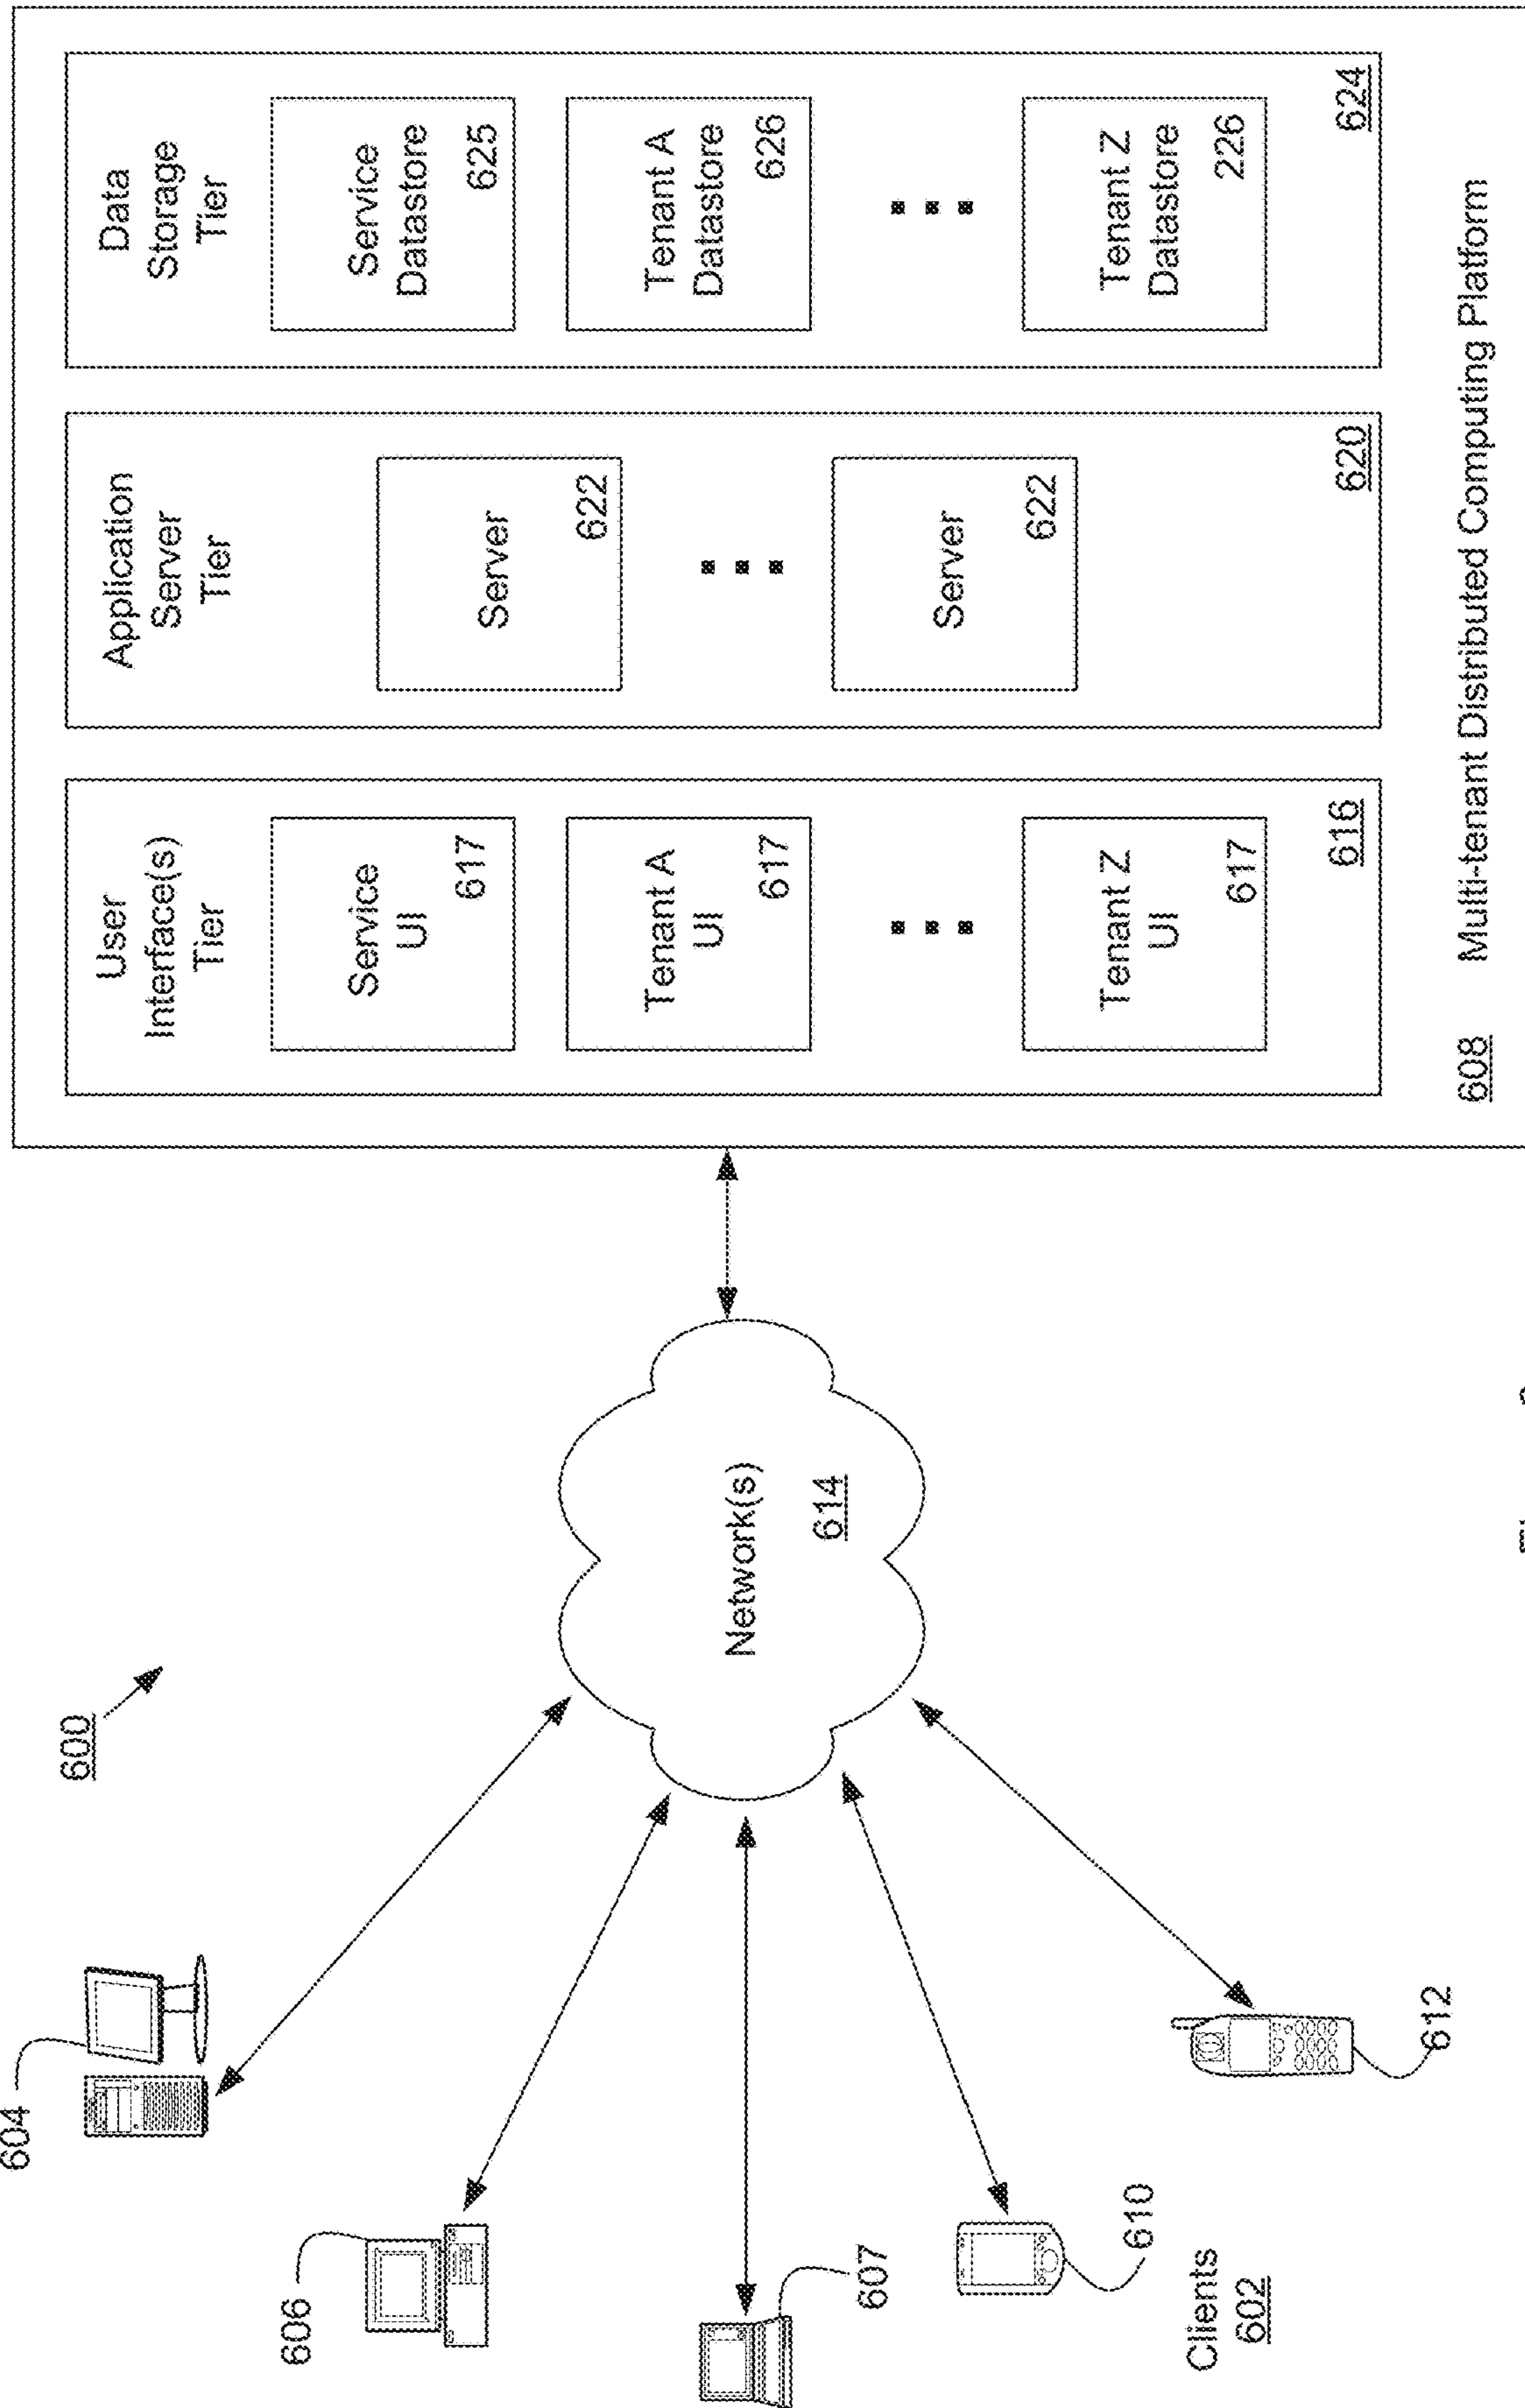 600
604
606
607
610
612
Clients
602
Network(s)
614
User
Interface(s)
Tier
Service
UI
617
Tenant A
UI
617
Tenant Z
UI
617
616
Application
Server
Tier
Server
622
Server
622
620
Data
Storage
Tier
Service
Datastore
625
Tenant A
Datastore
626
Tenant Z
Datastore
226
624
608 Multi-tenant Distributed Computing Platform